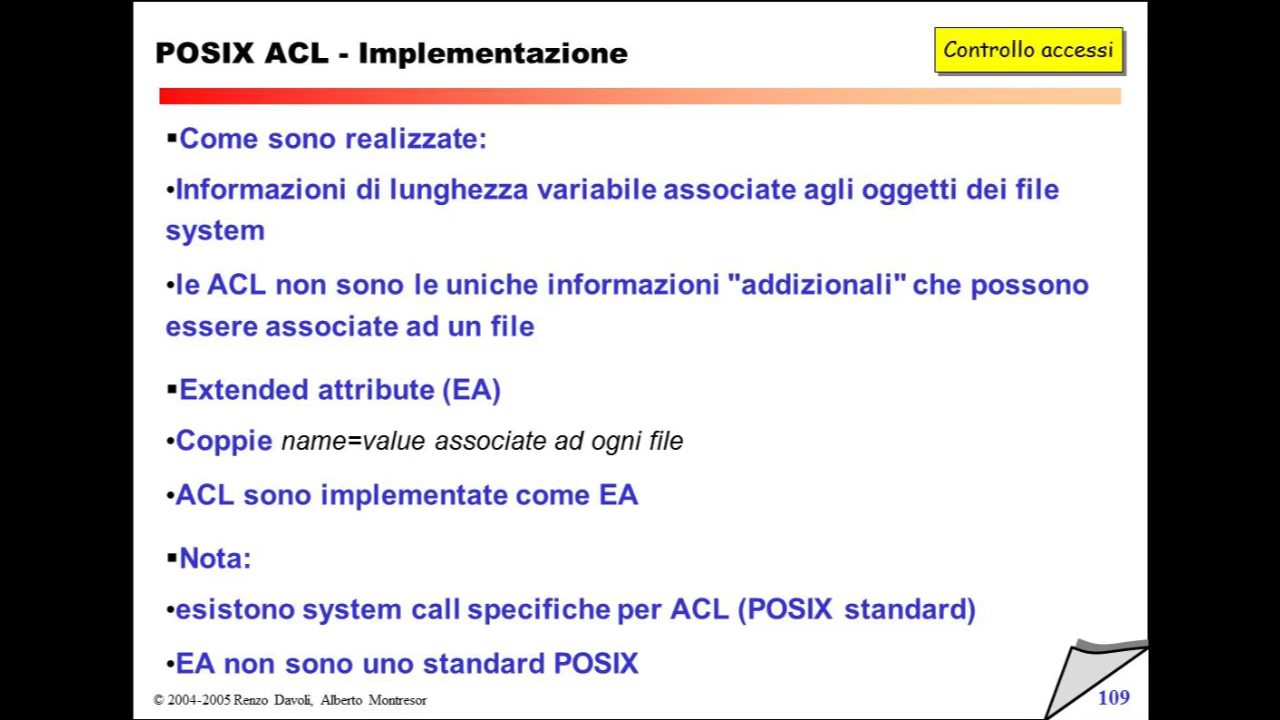 POSIX ACL - Implementazione
Controllo accessi
▪Come sono realizzate:
•Informazioni di lunghezza variabile associate agli oggetti dei file
system
•le ACL non sono le uniche informazioni "addizionali" che possono
essere associate ad un file
▪Extended attribute (EA)
•Coppie name=value associate ad ogni file
•ACL sono implementate come EA
▪Nota:
•esistono system call specifiche per ACL (POSIX standard)
•EA non sono uno standard POSIX
© 2004-2005 Renzo Davoli, Alberto Montresor
109